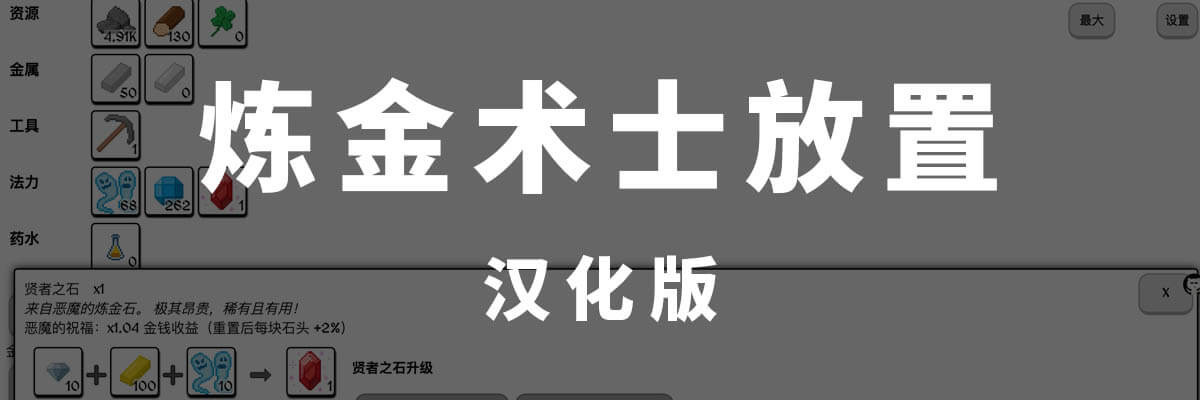 资源 4,91K 130 0 最大 设置
金属 50 0
炼金术士放置
工具 1
法力 68 262 1
药水 0
汉化版
贤者之石 x1 X
来自恶魔的炼金石。 极其昂贵，稀有且有用！
恶魔的祝福：x1.04 金钱收益（重置后每块石头 +2%）
10 + 100 + 10 → 1 贤者之石升级